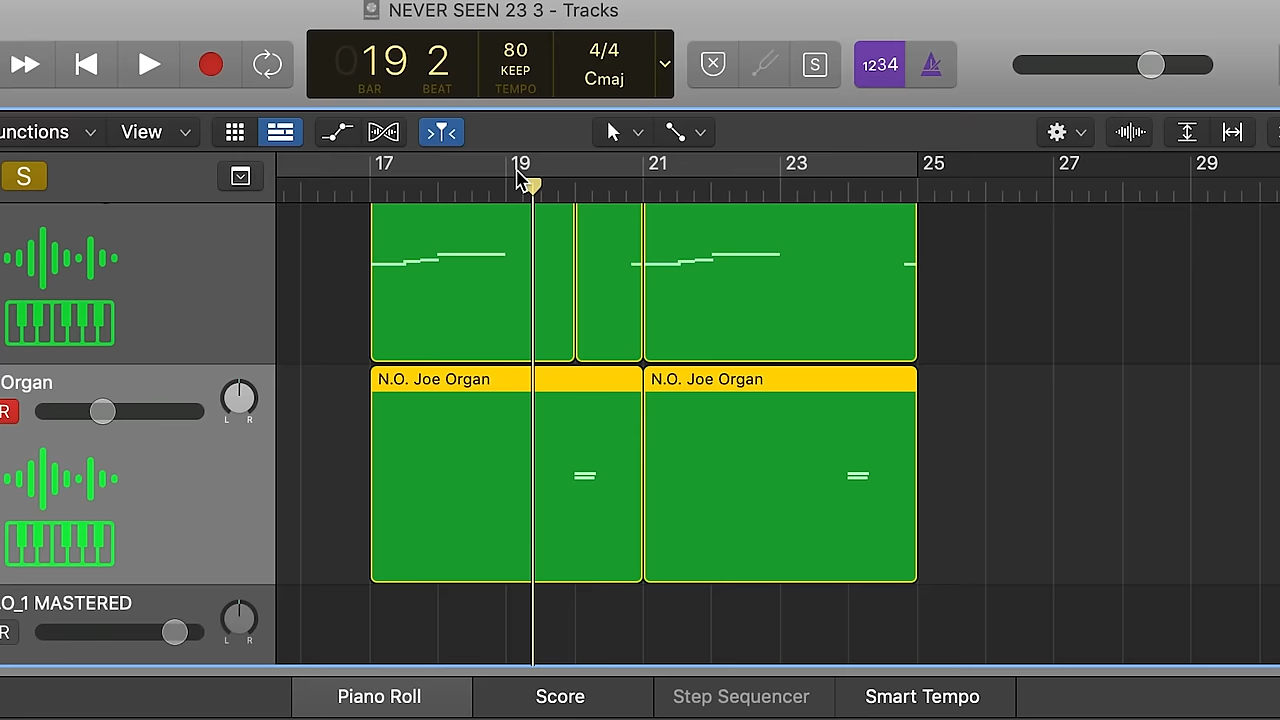 NEVER SEEN 23 3 - Tracks
019 2 80 4/4
KEEP Cmaj
BAR BEAT TEMPO
S
1234
unctions View
S
17 19 21 23 25 27 29
Organ
N.O. Joe Organ N.O. Joe Organ
R
L R
.O_1 MASTERED
R
L R
Piano Roll Score Step Sequencer Smart Tempo